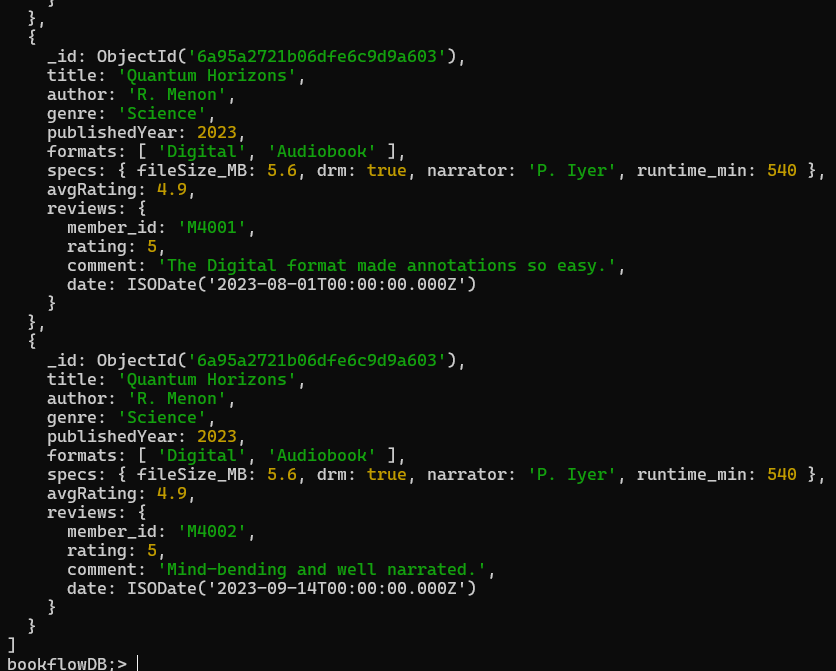 }
},
{
_id: ObjectId('6a95a2721b06dfe6c9d9a603'),
title: 'Quantum Horizons',
author: 'R. Menon',
genre: 'Science',
publishedYear: 2023,
formats: [ 'Digital', 'Audiobook' ],
specs: { fileSize_MB: 5.6, drm: true, narrator: 'P. Iyer', runtime_min: 540 },
avgRating: 4.9,
reviews: {
member_id: 'M4001',
rating: 5,
comment: 'The Digital format made annotations so easy.',
date: ISODate('2023-08-01T00:00:00.000Z')
}
},
{
_id: ObjectId('6a95a2721b06dfe6c9d9a603'),
title: 'Quantum Horizons',
author: 'R. Menon',
genre: 'Science',
publishedYear: 2023,
formats: [ 'Digital', 'Audiobook' ],
specs: { fileSize_MB: 5.6, drm: true, narrator: 'P. Iyer', runtime_min: 540 },
avgRating: 4.9,
reviews: {
member_id: 'M4002',
rating: 5,
comment: 'Mind-bending and well narrated.',
date: ISODate('2023-09-14T00:00:00.000Z')
}
}
]
bookflowDB;>